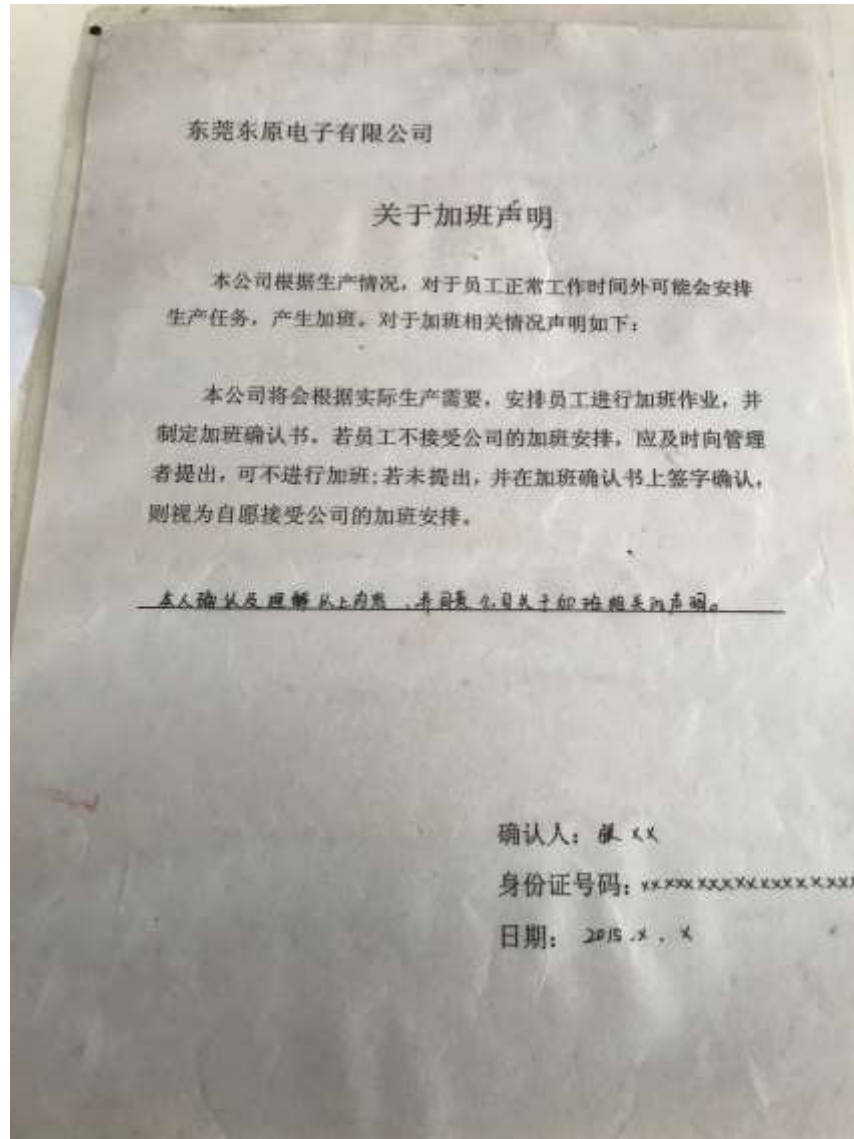 东莞东原电子有限公司
关于加班声明
本公司根据生产情况，对于员工正常工作时间外可能会安排
生产任务，产生加班。对于加班相关情况声明如下：
本公司将会根据实际生产需要，安排员工进行加班作业，并
制定加班确认书。若员工不接受公司的加班安排，应及时向管理
者提出，可不进行加班;若未提出，并在加班确认书上签字确认，
则视为自愿接受公司的加班安排。
本人确认及理解以上内容，并同意公司关于加班相关的声明。
确认人：张xx
身份证号码：xxxxxxxxxxxxxxxxxx
日期： 2015.x.x